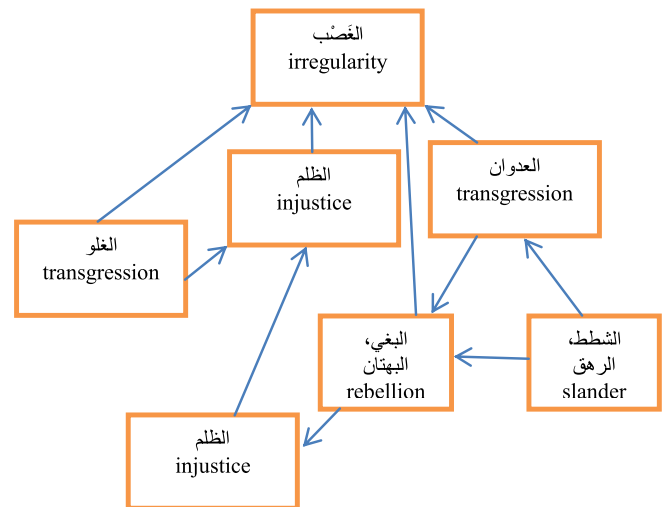 الغَصْب
irregularity
الظلم
injustice
العدوان
transgression
الغلو
transgression
البغي،
البهتان
rebellion
الشطط،
الرهق
slander
الظلم
injustice